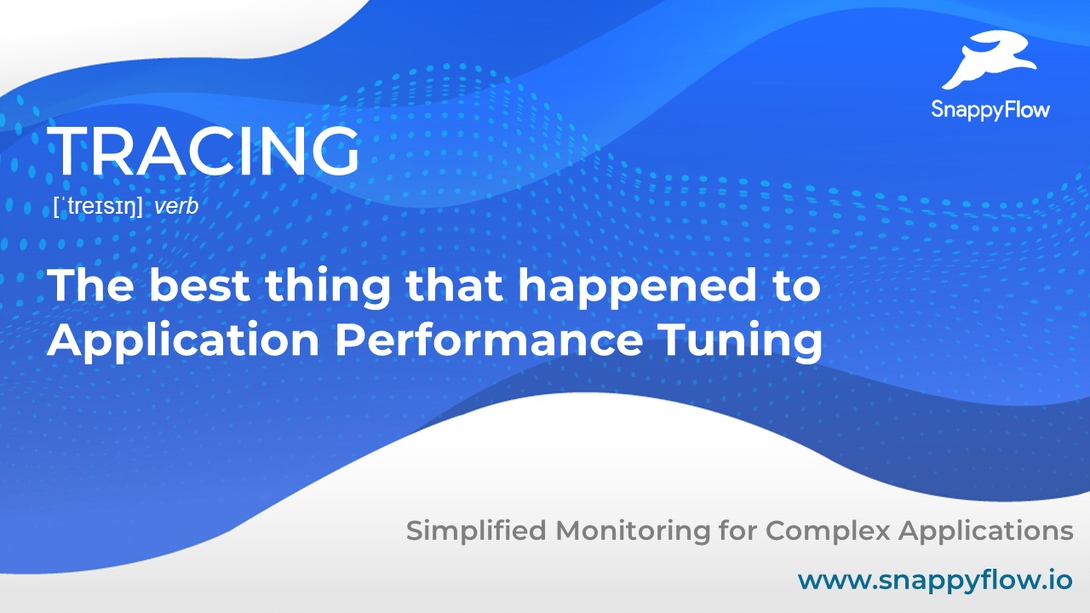 SnappyFlow
TRACING
[ˈtreɪsɪŋ] verb
The best thing that happened to
Application Performance Tuning
Simplified Monitoring for Complex Applications
www.snappyflow.io